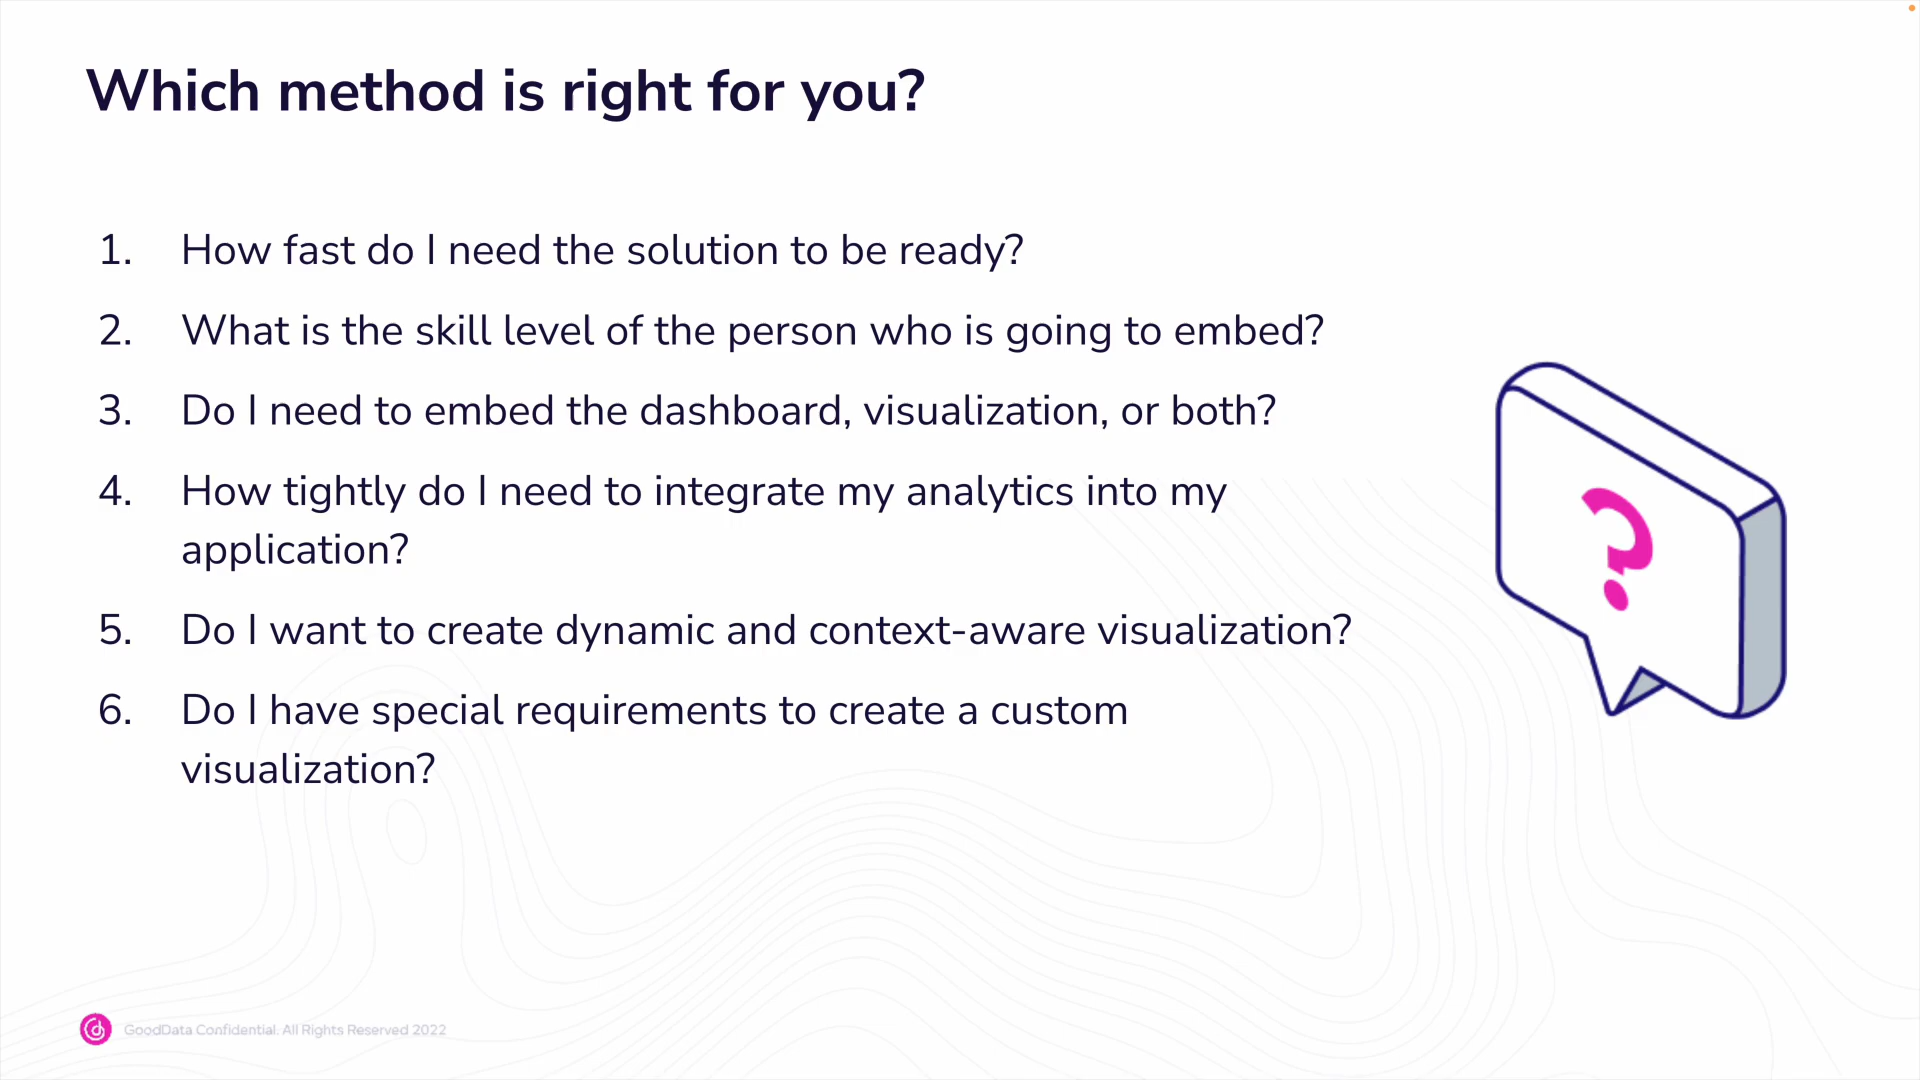 Which method is right for you?
1. How fast do I need the solution to be ready?
2. What is the skill level of the person who is going to embed?
3. Do I need to embed the dashboard, visualization, or both?
4. How tightly do I need to integrate my analytics into my
application?
5. Do I want to create dynamic and context-aware visualization?
6. Do I have special requirements to create a custom
visualization?
?
GoodData Confidential. All Rights Reserved 2022